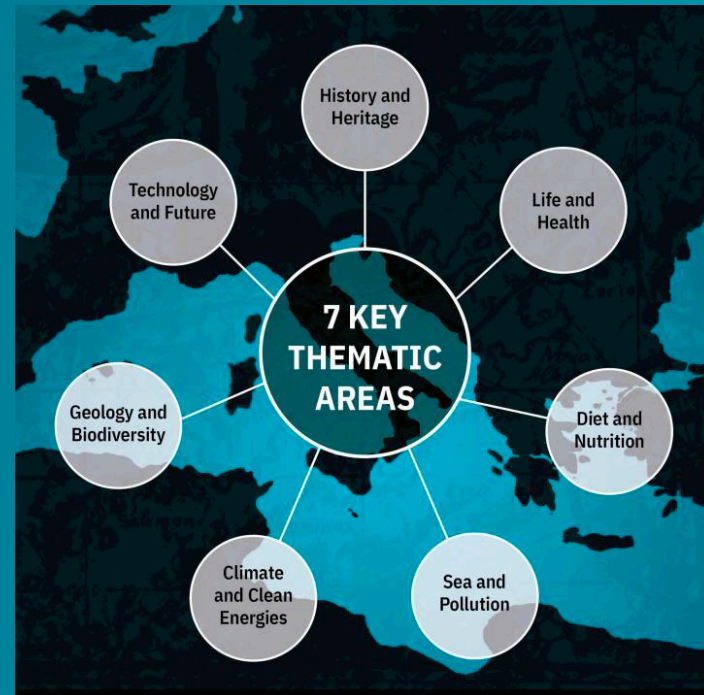 History and
Heritage
Technology
and Future
Life and
Health
7 KEY
THEMATIC
AREAS
Geology and
Biodiversity
Diet and
Nutrition
Climate
and Clean
Energies
Sea and
Pollution